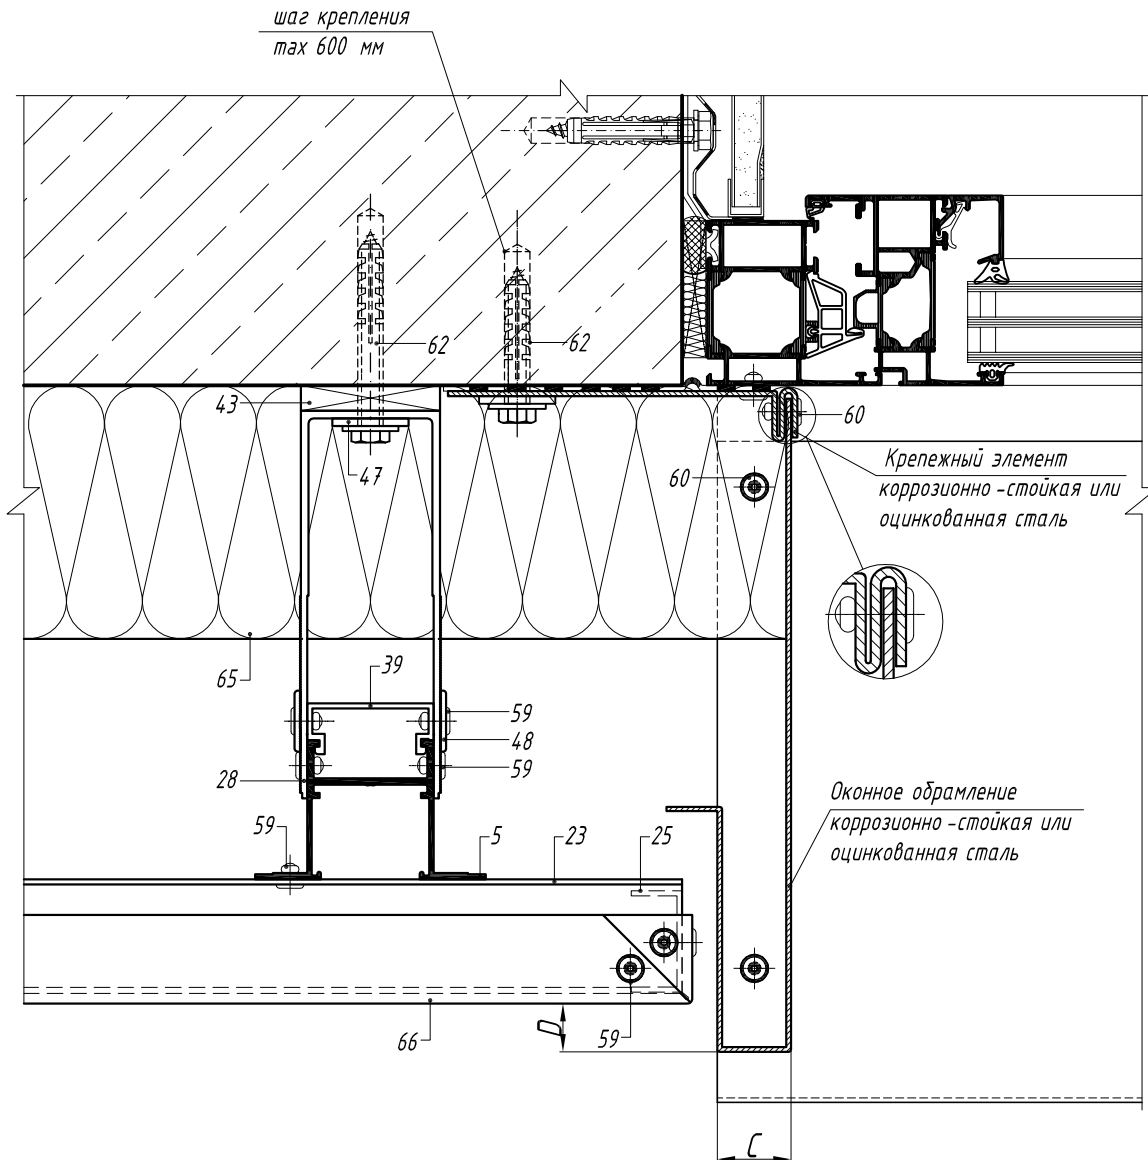 шаг крепления
max 600 мм
62
62
43
60
47
60
Крепежный элемент
коррозионно-стойкая или
оцинкованная сталь
65
39
59
48
59
28
Оконное обрамление
коррозионно-стойкая или
оцинкованная сталь
59
5
23
25
D
66
59
C